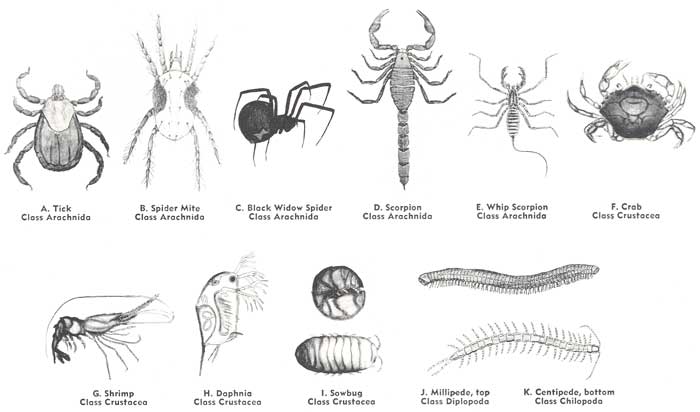 A. Tick
Class Arachnida
B. Spider Mite
Class Arachnida
C. Black Widow Spider
Class Arachnida
D. Scorpion
Class Arachnida
E. Whip Scorpion
Class Arachnida
F. Crab
Class Crustacea
G. Shrimp
Class Crustacea
H. Daphnia
Class Crustacea
I. Sowbug
Class Crustacea
J. Millipede, top
Class Diplopoda
K. Centipede, bottom
Class Chilopoda